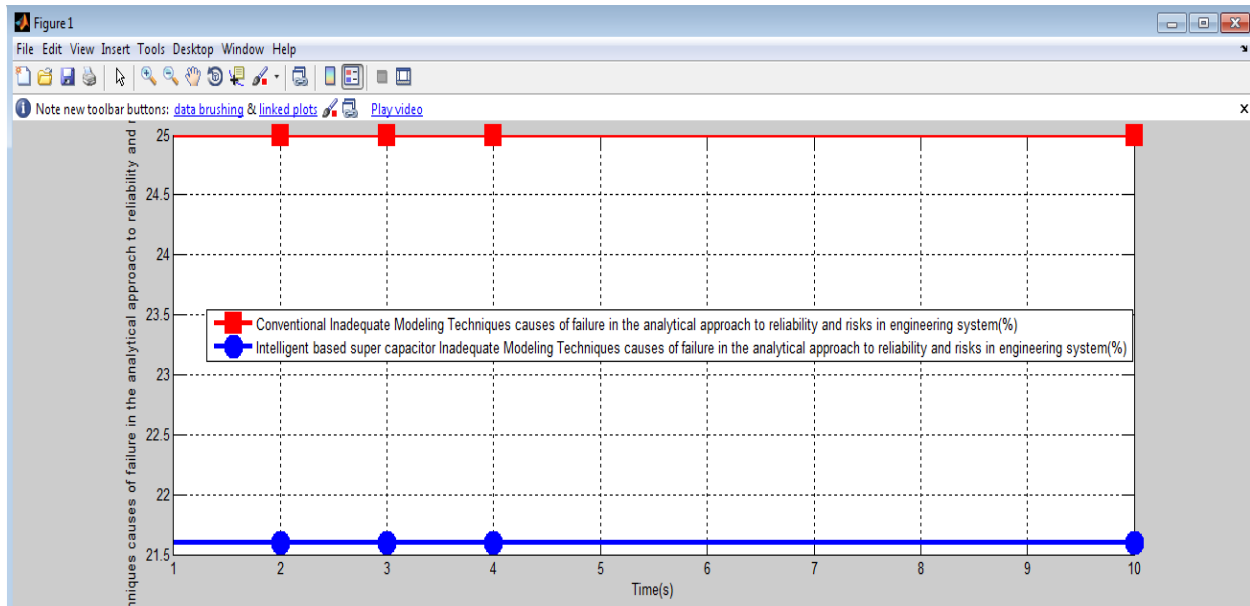 Figure 1
File Edit View Insert Tools Desktop Window Help
Note new toolbar buttons: data brushing & linked plots Play video x
25
24.5
24
23.5
23
22.5
22
21.5
Conventional Inadequate Modeling Techniques causes of failure in the analytical approach to reliability and risks in engineering system(%)
Intelligent based super capacitor Inadequate Modeling Techniques causes of failure in the analytical approach to reliability and risks in engineering system(%)
1 2 3 4 5 6 7 8 9 10
Time(s)
causes of failure in the analytical approach to reliability and